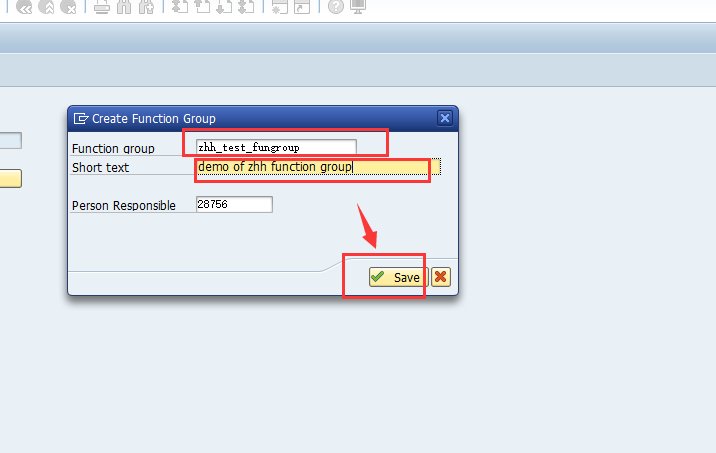 Create Function Group
Function group zhh_test_fungroup
Short text demo of zhh function group
Person Responsible 28756
Save